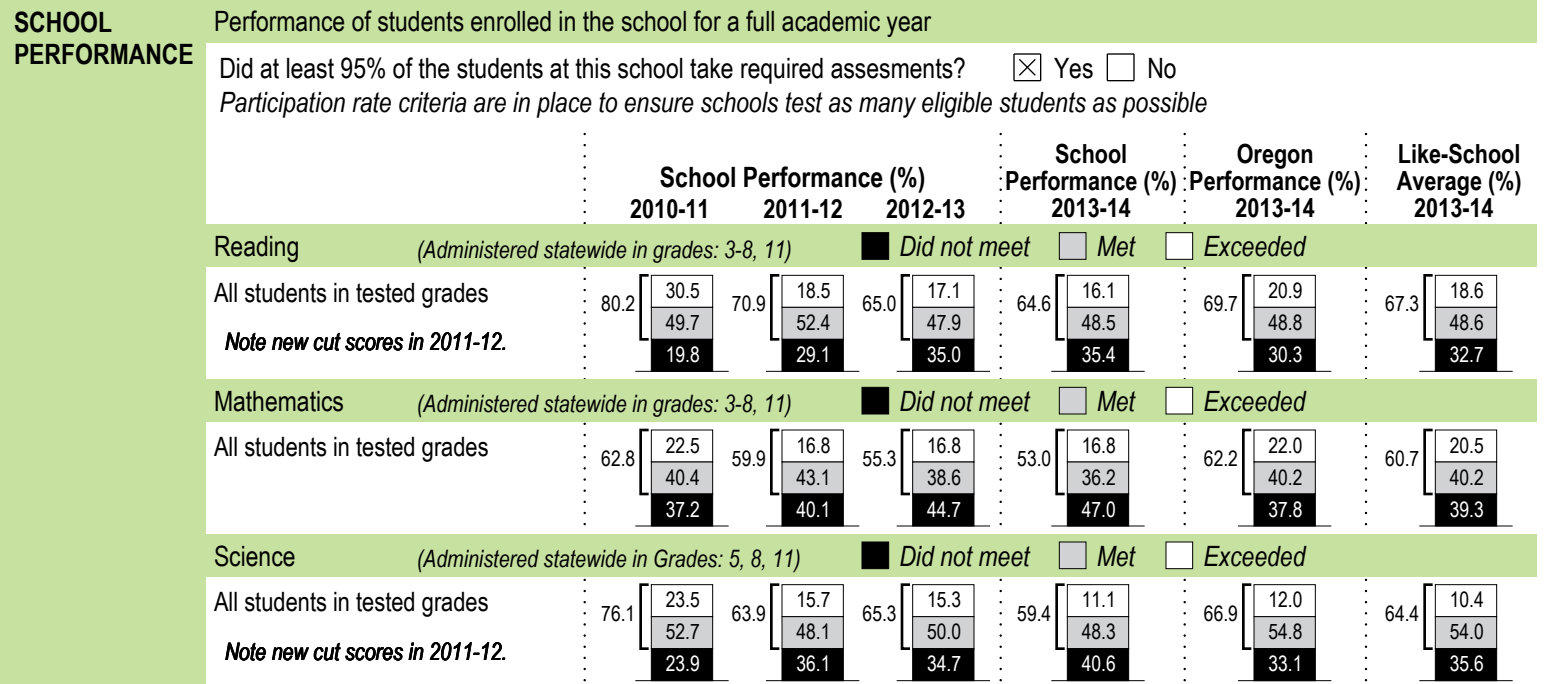 SCHOOL PERFORMANCE
Performance of students enrolled in the school for a full academic year
Did at least 95% of the students at this school take required assesments? Yes No
Participation rate criteria are in place to ensure schools test as many eligible students as possible
School Performance (%) School Performance (%) Oregon Performance (%) Like-School Average (%)
2010-11 2011-12 2012-13 2013-14 2013-14 2013-14
Reading (Administered statewide in grades: 3-8, 11) Did not meet Met Exceeded
All students in tested grades
Note new cut scores in 2011-12.
80.2 70.9 65.0 64.6 69.7 67.3
30.5 18.5 17.1 16.1 20.9 18.6
49.7 52.4 47.9 48.5 48.8 48.6
19.8 29.1 35.0 35.4 30.3 32.7
Mathematics (Administered statewide in grades: 3-8, 11) Did not meet Met Exceeded
All students in tested grades
62.8 59.9 55.3 53.0 62.2 60.7
22.5 16.8 16.8 16.8 22.0 20.5
40.4 43.1 38.6 36.2 40.2 40.2
37.2 40.1 44.7 47.0 37.8 39.3
Science (Administered statewide in Grades: 5, 8, 11) Did not meet Met Exceeded
All students in tested grades
Note new cut scores in 2011-12.
76.1 63.9 65.3 59.4 66.9 64.4
23.5 15.7 15.3 11.1 12.0 10.4
52.7 48.1 50.0 48.3 54.8 54.0
23.9 36.1 34.7 40.6 33.1 35.6